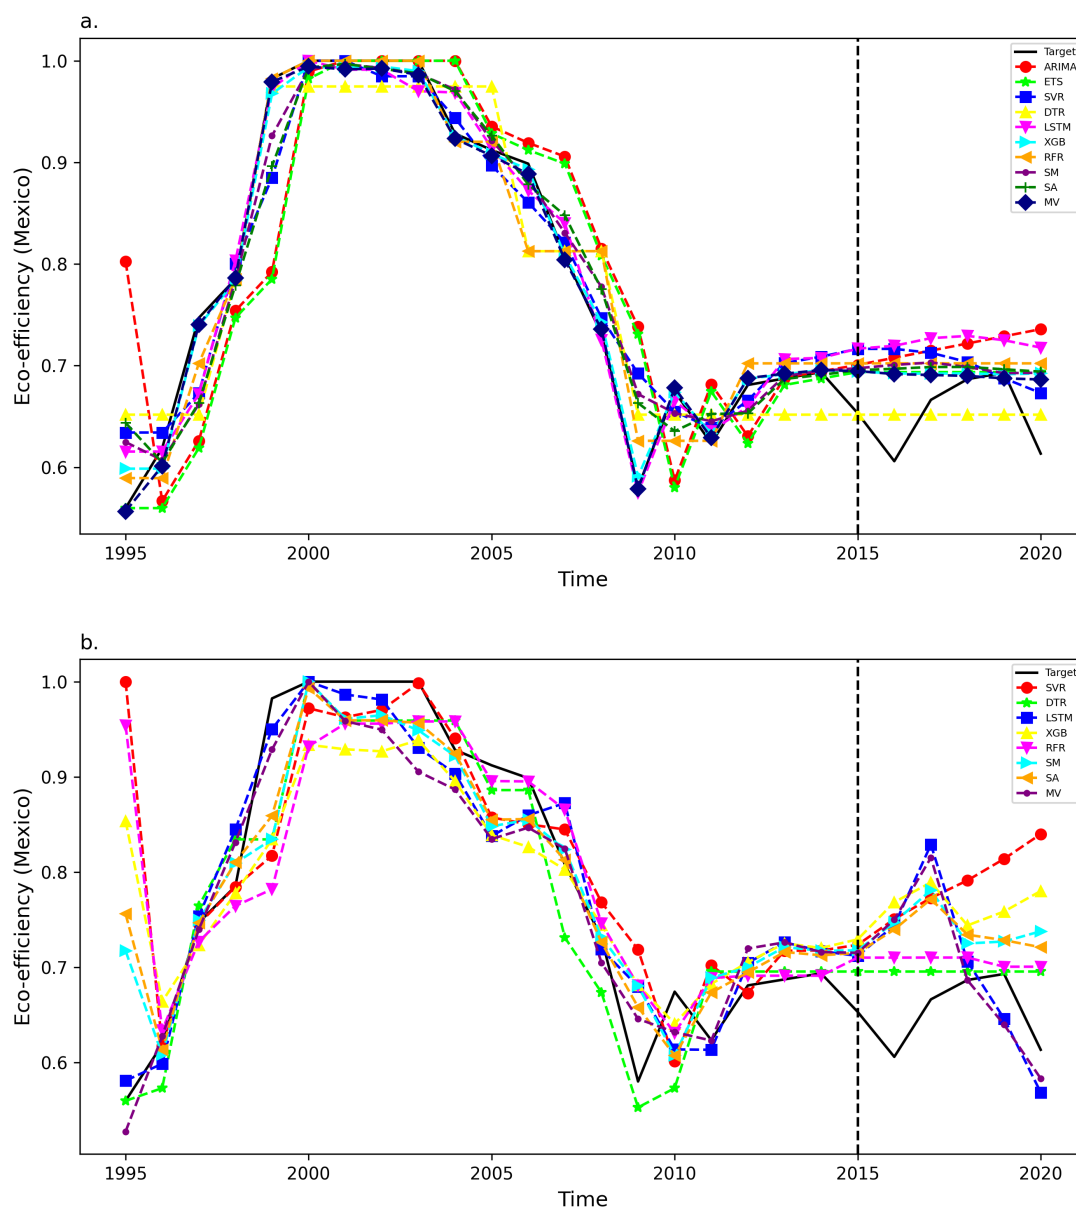 a.
Eco-efficiency (Mexico)
1.0
0.9
0.8
0.7
0.6
1995
2000
2005
2010
2015
2020
Time
Target
ARIMA
ETS
SVR
DTR
LSTM
XGB
RFR
SM
SA
MV
b.
Eco-efficiency (Mexico)
1.0
0.9
0.8
0.7
0.6
1995
2000
2005
2010
2015
2020
Time
Target
SVR
DTR
LSTM
XGB
RFR
SM
SA
MV